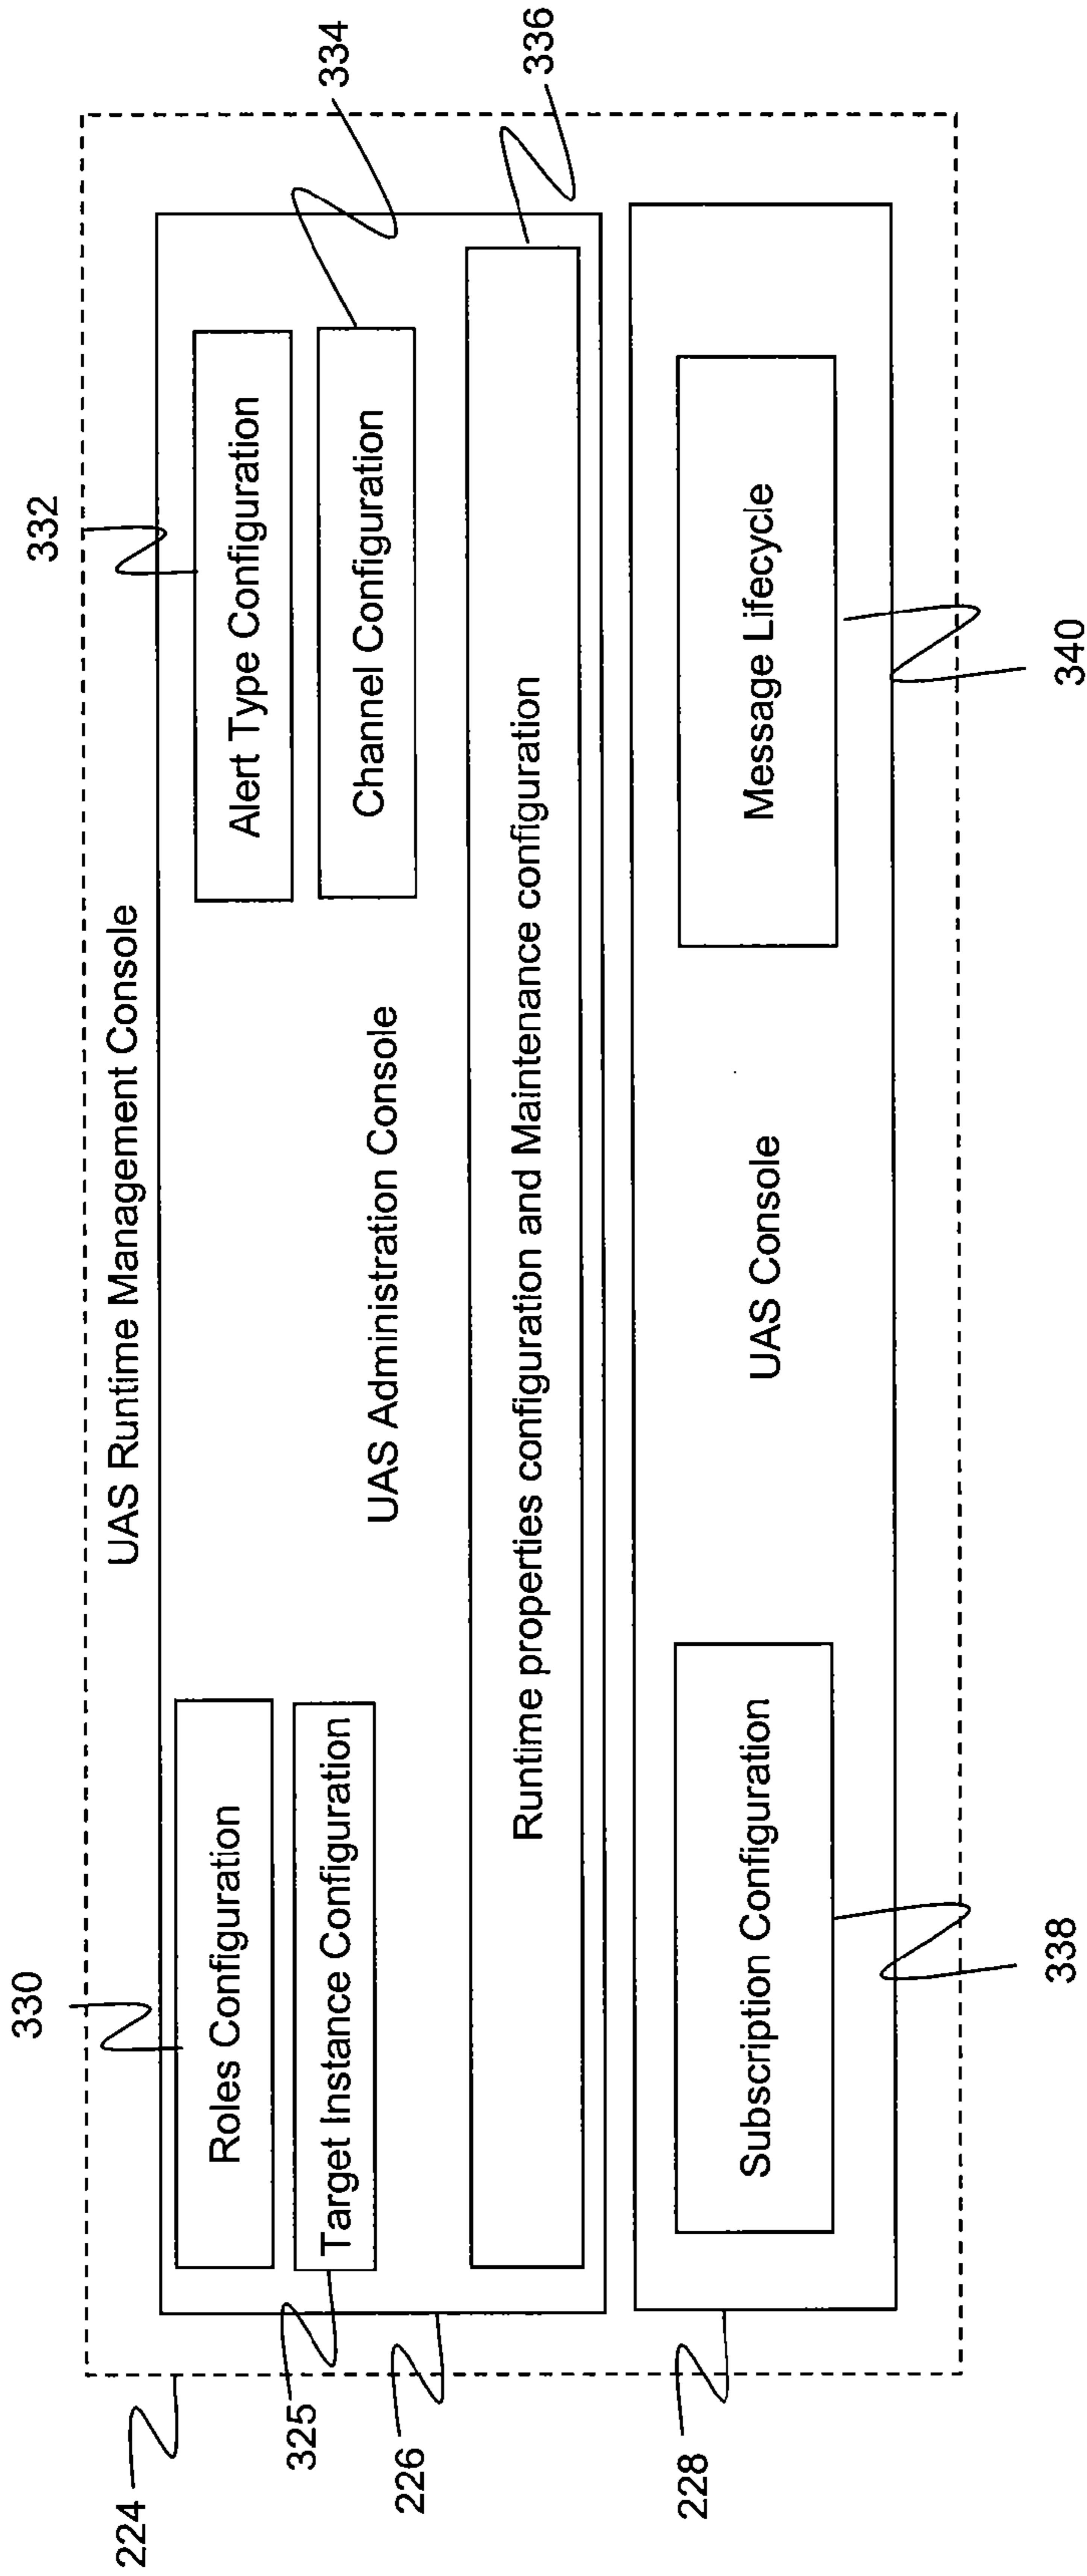 330
332
334
336
UAS Runtime Management Console
Roles Configuration
Alert Type Configuration
Target Instance Configuration
UAS Administration Console
Channel Configuration
Runtime properties configuration and Maintenance configuration
Subscription Configuration
UAS Console
Message Lifecycle
224
325
226
228
338
340